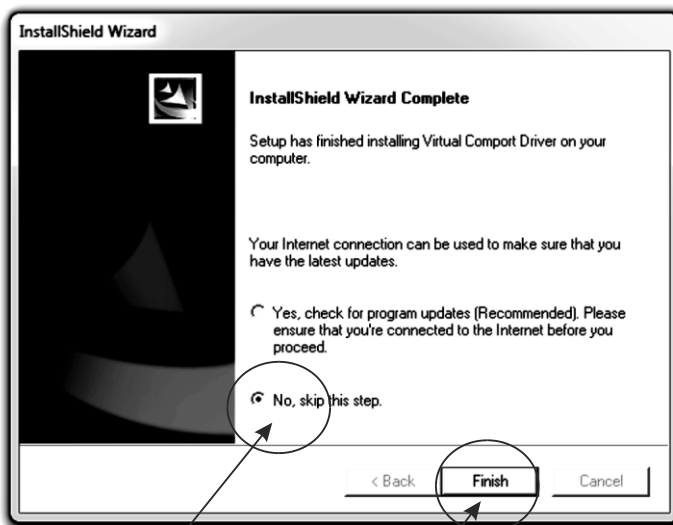 InstallShield Wizard
InstallShield Wizard Complete
Setup has finished installing Virtual Comport Driver on your
computer.
Your Internet connection can be used to make sure that you
have the latest updates.
Yes, check for program updates (Recommended). Please
ensure that you're connected to the Internet before you
proceed.
No, skip this step.
< Back Finish Cancel